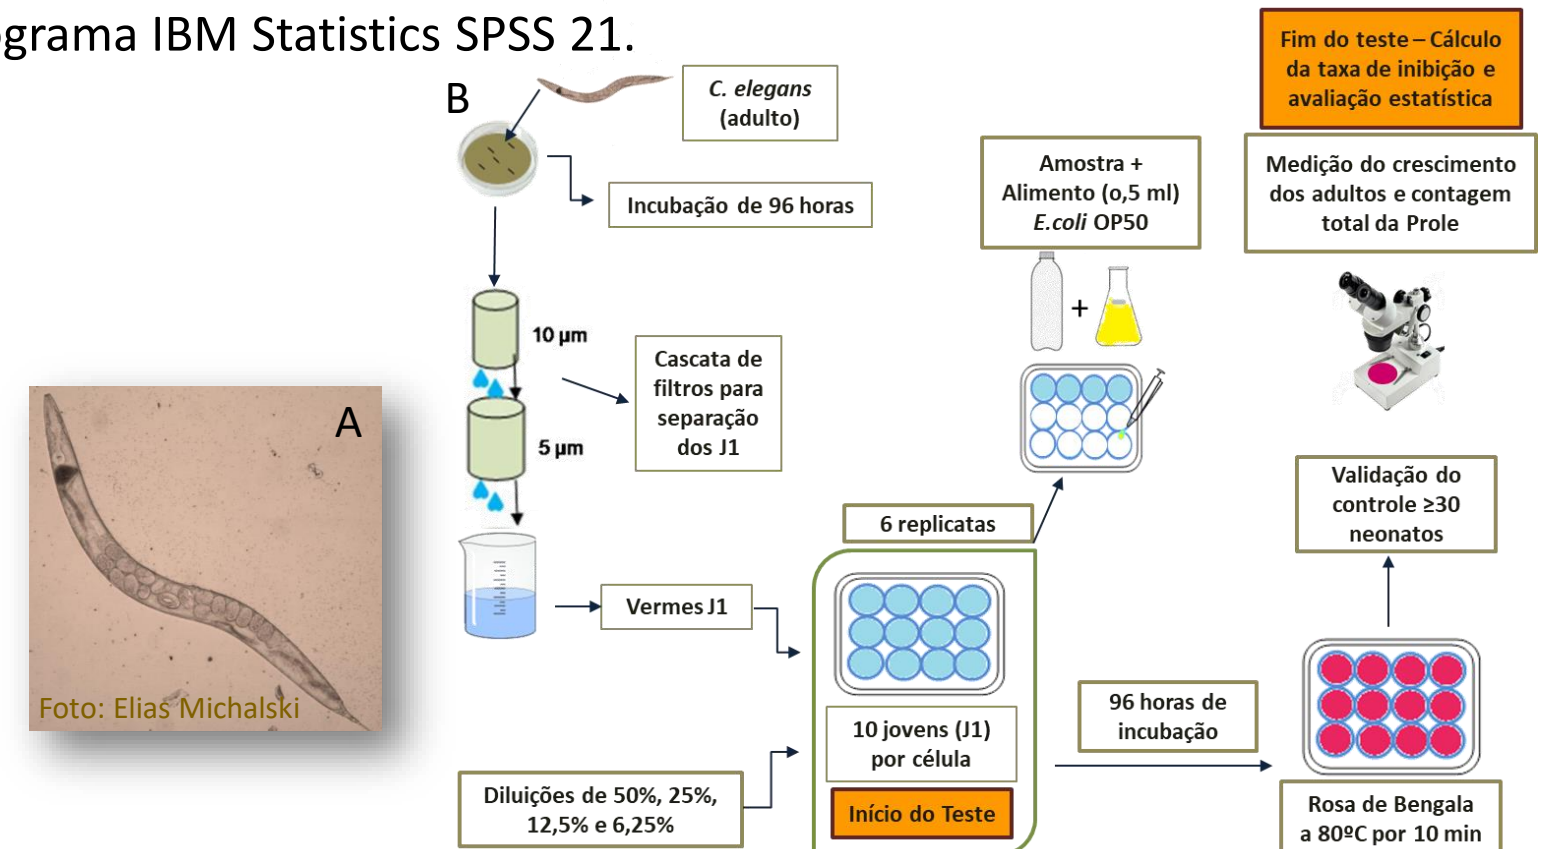 ograma IBM Statistics SPSS 21.
A
Foto: Elias Michalski
B
C. elegans
(adulto)
Incubação de 96 horas
10 µm
5 µm
Cascata de
filtros para
separação
dos J1
Vermes J1
Diluições de 50%, 25%,
12,5% e 6,25%
6 replicatas
10 jovens (J1)
por célula
Início do Teste
Amostra +
Alimento (o,5 ml)
E.coli OP50
+
96 horas de
incubação
Rosa de Bengala
a 80ºC por 10 min
Validação do
controle ≥30
neonatos
Medição do crescimento
dos adultos e contagem
total da Prole
Fim do teste – Cálculo
da taxa de inibição e
avaliação estatística